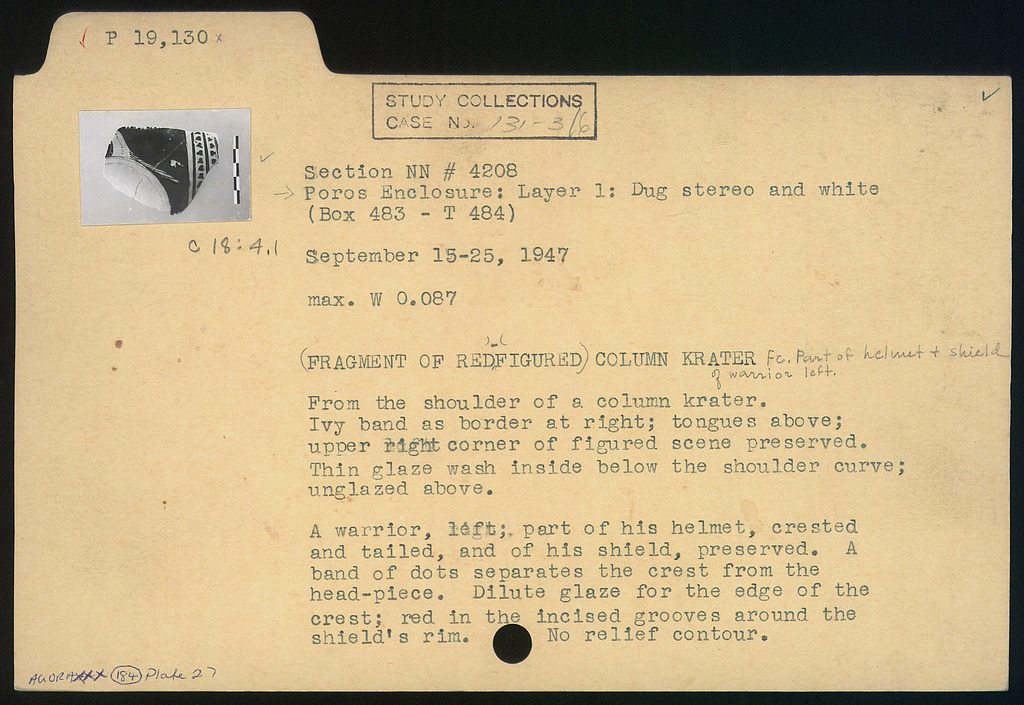 √ P 19,130 x
STUDY COLLECTIONS
CASE No. 131-3/6
Section NN # 4208
→ Poros Enclosure: Layer 1: Dug stereo and white
(Box 483 - T 484)
C 18:4,1
September 15-25, 1947
max. W 0.087
(FRAGMENT OF RED-FIGURED) COLUMN KRATER Fc. Part of helmet + shield
of warrior left.
From the shoulder of a column krater.
Ivy band as border at right; tongues above;
upper right corner of figured scene preserved.
Thin glaze wash inside below the shoulder curve;
unglazed above.
A warrior, left; part of his helmet, crested
and tailed, and of his shield, preserved. A
band of dots separates the crest from the
head-piece. Dilute glaze for the edge of the
crest; red in the incised grooves around the
shield's rim. No relief contour.
AGORA XXX (184) Plate 27